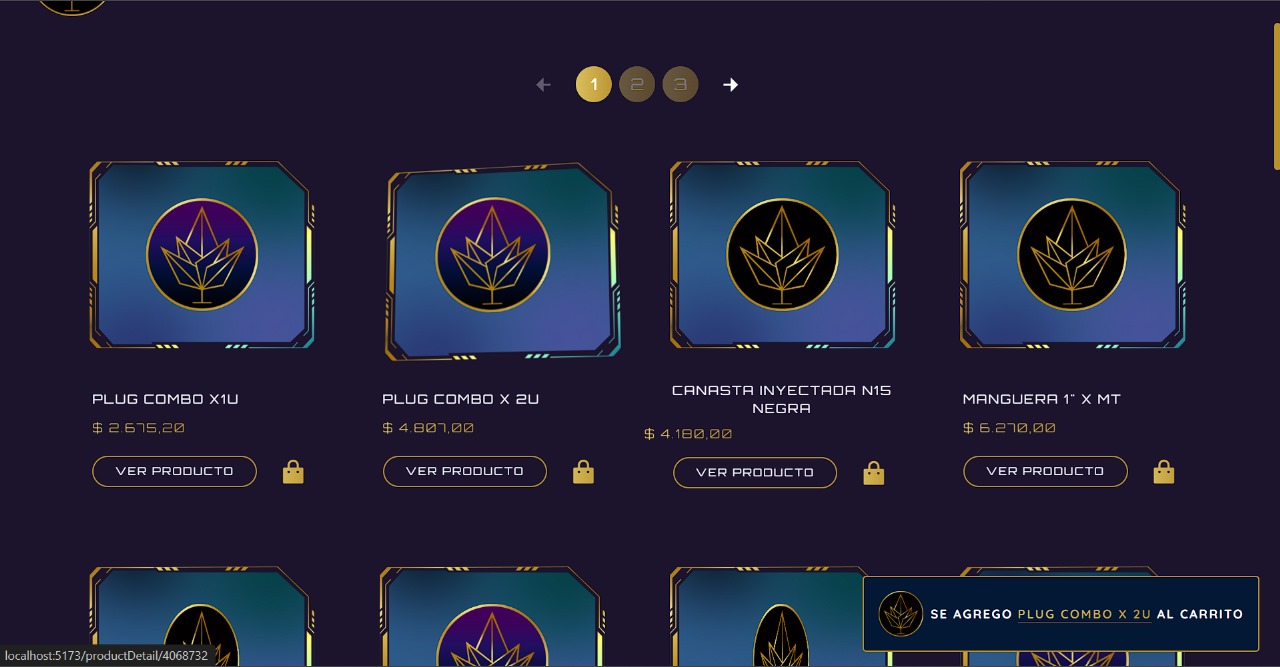 1 2 3
PLUG COMBO X1U
$ 2.675,20
VER PRODUCTO
PLUG COMBO X 2U
$ 4.807,00
VER PRODUCTO
CANASTA INYECTADA N15
NEGRA
$ 4.180,00
VER PRODUCTO
MANGUERA 1" X MT
$ 6.270,00
VER PRODUCTO
SE AGREGO PLUG COMBO X 2U AL CARRITO
localhost:5173/productDetail/4068732